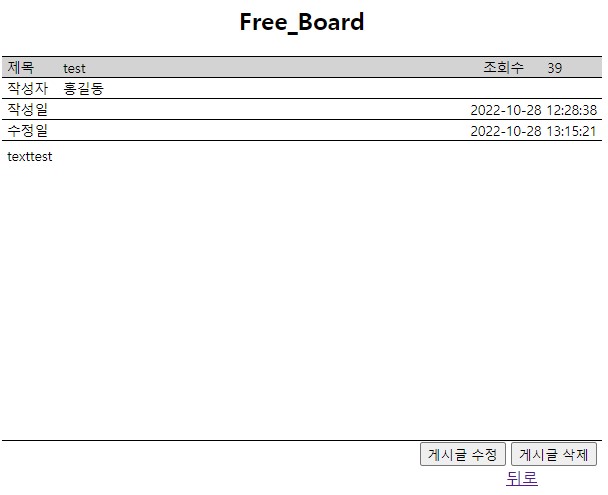 Free_Board
제목 test 조회수 39
작성자 홍길동
작성일 2022-10-28 12:28:38
수정일 2022-10-28 13:15:21
texttest
게시글 수정 게시글 삭제
뒤로